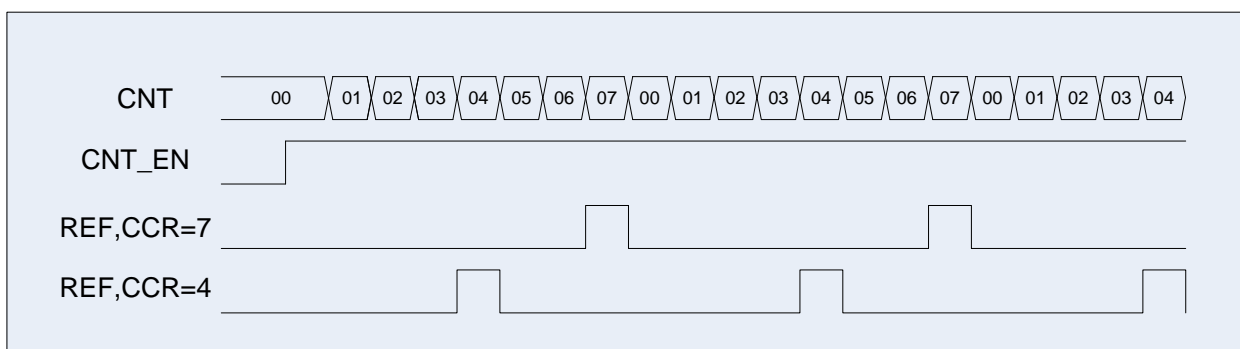 CNT 00 01 02 03 04 05 06 07 00 01 02 03 04 05 06 07 00 01 02 03 04
CNT_EN
REF,CCR=7
REF,CCR=4